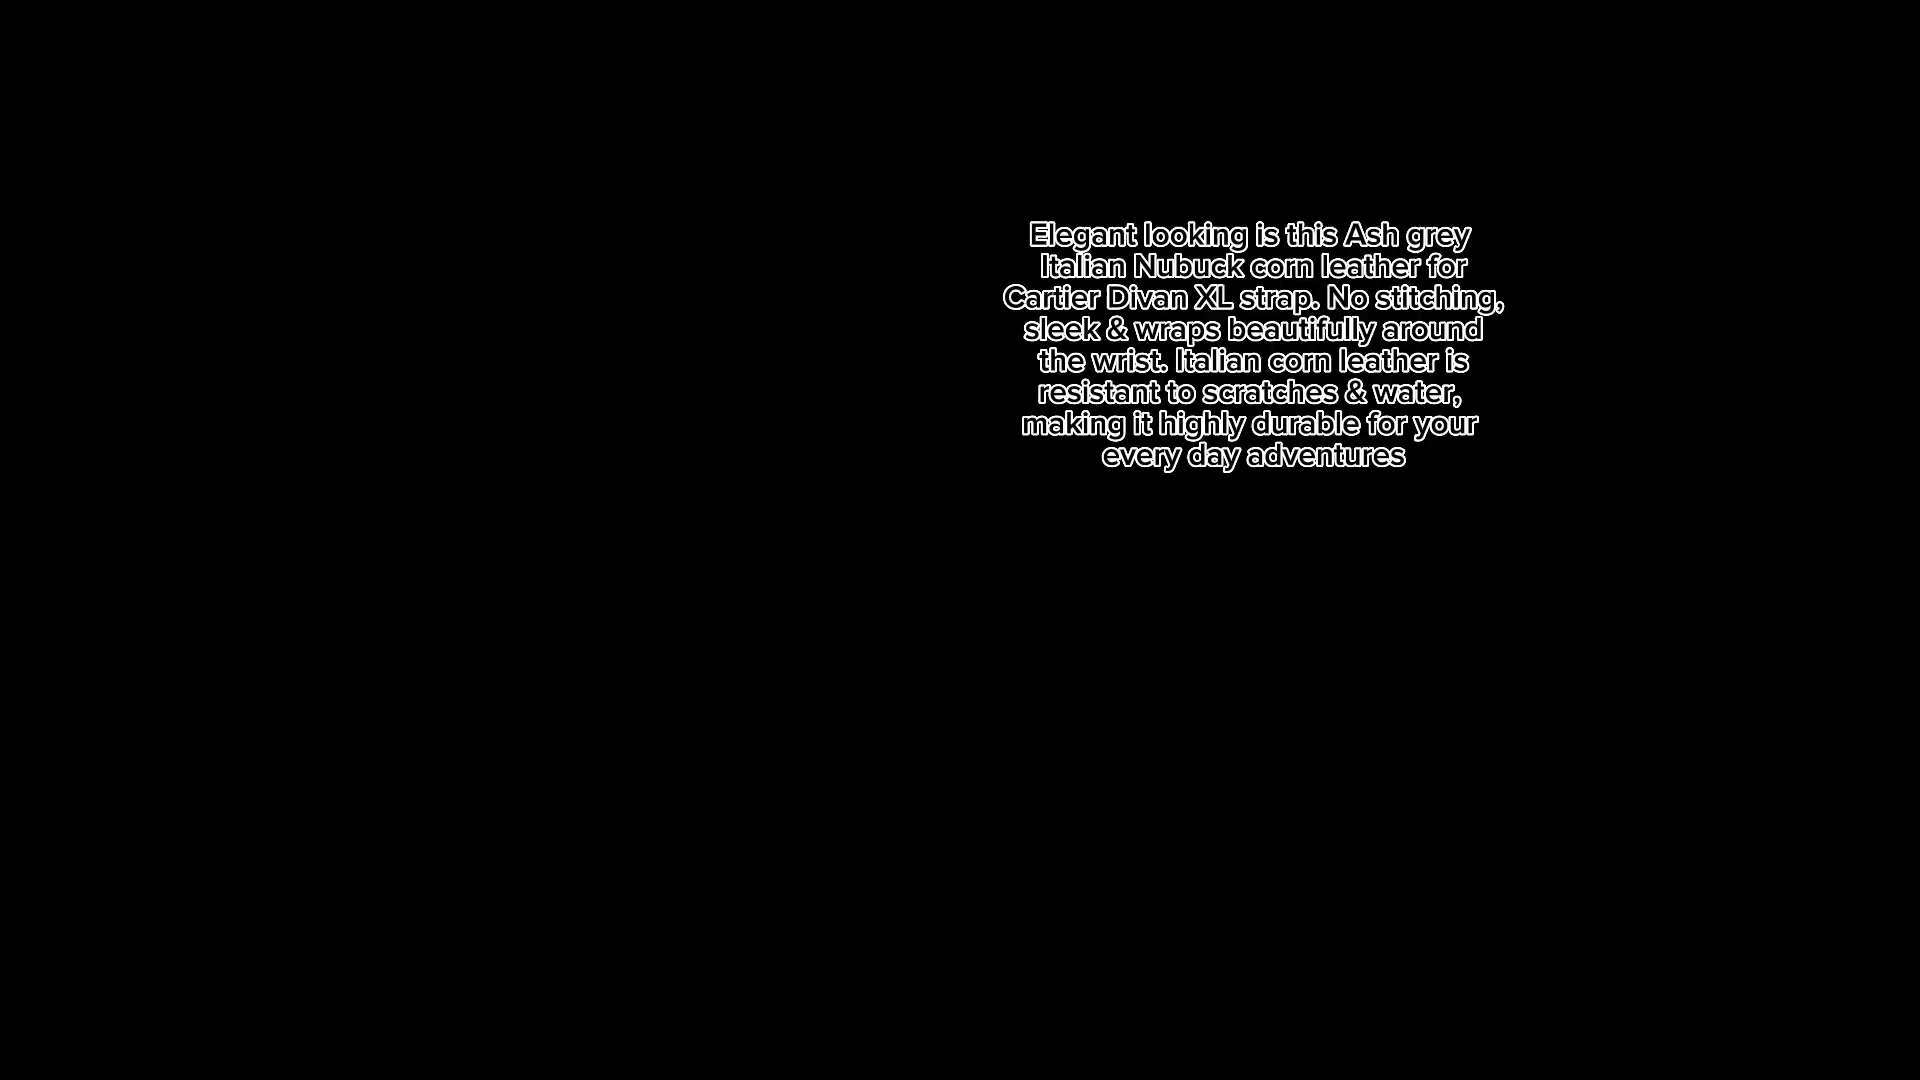 Elegant looking is this Ash grey
Italian Nubuck corn leather for
Cartier Divan XL strap. No stitching,
sleek & wraps beautifully around
the wrist. Italian corn leather is
resistant to scratches & water,
making it highly durable for your
every day adventures